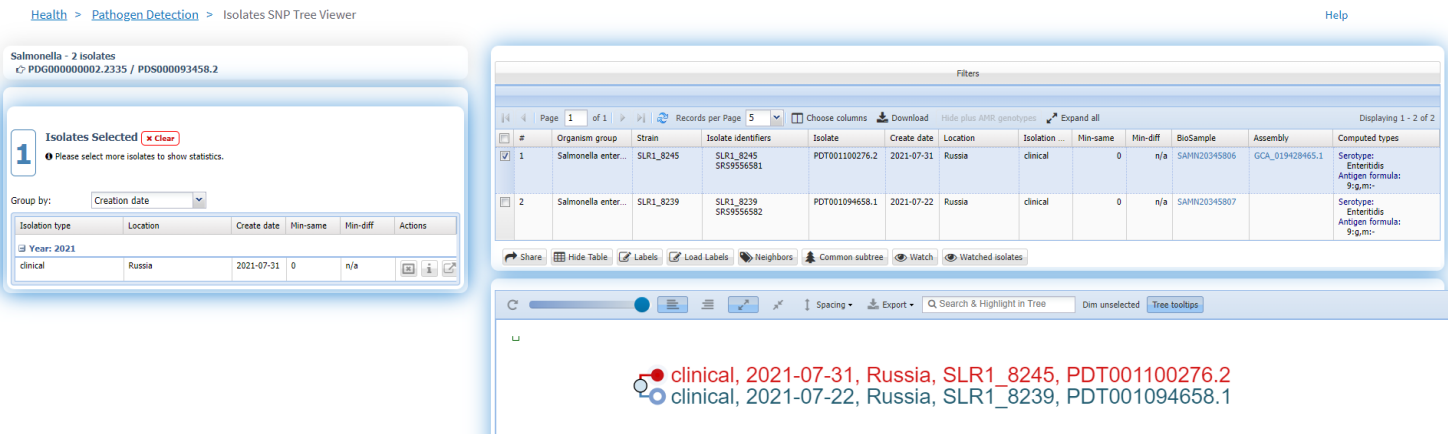 Health > Pathogen Detection > Isolates SNP Tree Viewer
Help
Salmonella - 2 isolates
PDG000000002.2335 / PDS000093458.2
1
Isolates Selected × Clear
Please select more isolates to show statistics.
Group by: Creation date
Isolation type Location Create date Min-same Min-diff Actions
Year: 2021
clinical Russia 2021-07-31 0 n/a
Filters
Page 1 of 1 Records per Page 5 Choose columns Download Hide plus AMR genotypes Expand all Displaying 1 - 2 of 2
# Organism group Strain Isolate identifiers Isolate Create date Location Isolation ... Min-same Min-diff BioSample Assembly Computed types
1 Salmonella enter... SLR1_8245 SLR1_8245 PDT001100276.2 2021-07-31 Russia clinical 0 n/a SAMN20345806 GCA_019428465.1 Serotype:
SRS9556581 Enteritidis
Antigen formula:
9:g,m:-
2 Salmonella enter... SLR1_8239 SLR1_8239 PDT001094658.1 2021-07-22 Russia clinical 0 n/a SAMN20345807 Serotype:
SRS9556582 Enteritidis
Antigen formula:
9:g,m:-
Share Hide Table Labels Load Labels Neighbors Common subtree Watch Watched isolates
Spacing Export Search & Highlight in Tree Dim unselected Tree tooltips
clinical, 2021-07-31, Russia, SLR1_8245, PDT001100276.2
clinical, 2021-07-22, Russia, SLR1_8239, PDT001094658.1